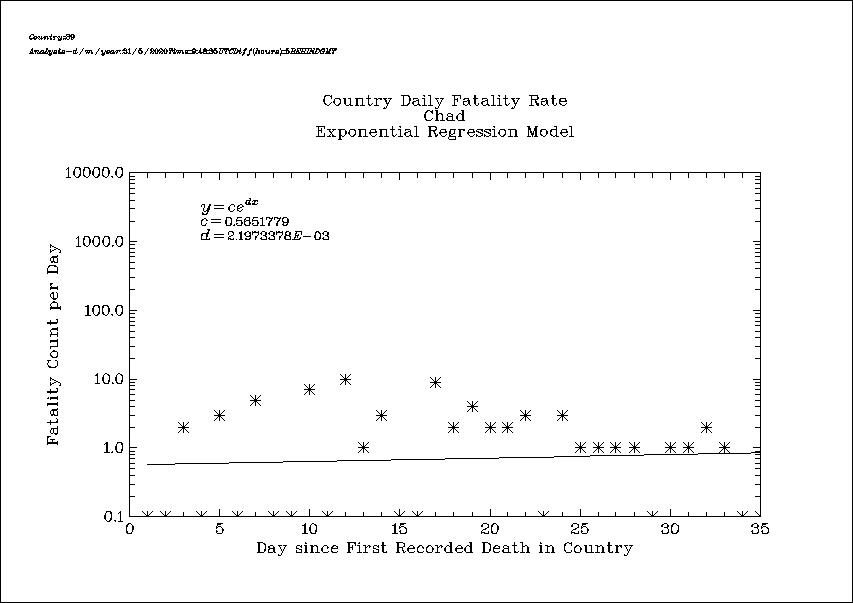 Country:39
Analysis-d/m/year:31/5/2020Time:9:48:35UTCDiff(hours):5BEHINDGMT
Country Daily Fatality Rate
Chad
Exponential Regression Model
10000.0
y=ce^dx
c=0.5651779
d=2.1973378E-03
1000.0
100.0
10.0
1.0
0.1
Fatality Count per Day
0 5 10 15 20 25 30 35
Day since First Recorded Death in Country